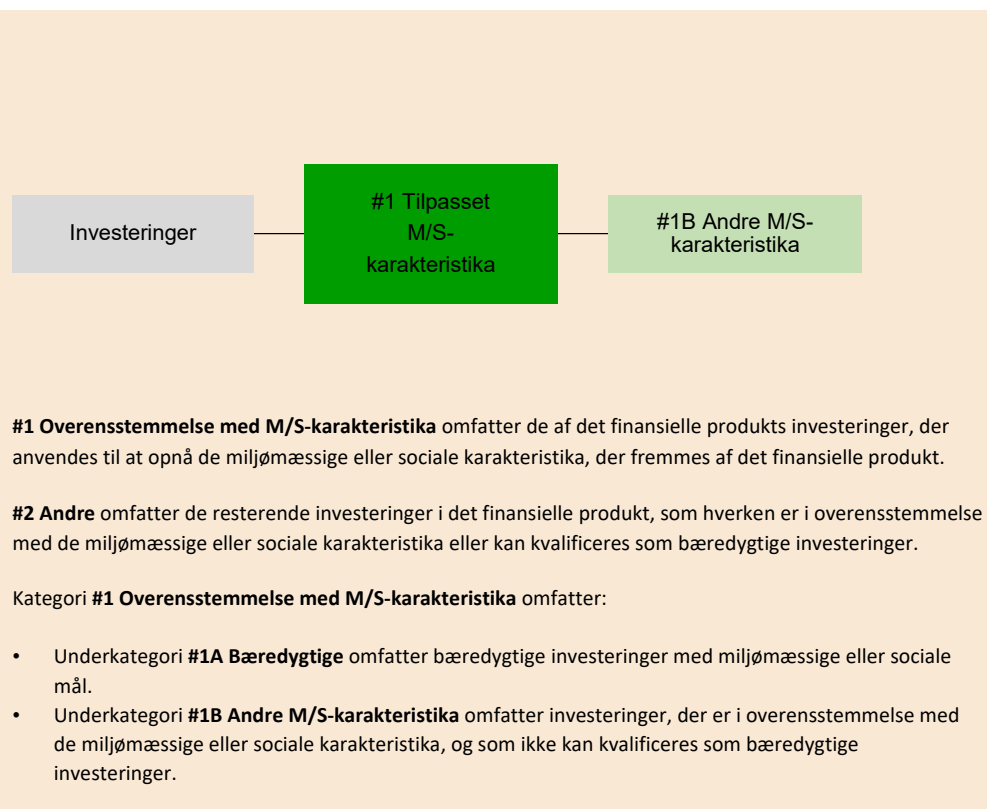 Investeringer
#1 Tilpasset
M/S-
karakteristika
#1B Andre M/S-
karakteristika
#1 Overensstemmelse med M/S-karakteristika omfatter de af det finansielle produkts investeringer, der
anvendes til at opnå de miljømæssige eller sociale karakteristika, der fremmes af det finansielle produkt.
#2 Andre omfatter de resterende investeringer i det finansielle produkt, som hverken er i overensstemmelse
med de miljømæssige eller sociale karakteristika eller kan kvalificeres som bæredygtige investeringer.
Kategori #1 Overensstemmelse med M/S-karakteristika omfatter:
• Underkategori #1A Bæredygtige omfatter bæredygtige investeringer med miljømæssige eller sociale
mål.
• Underkategori #1B Andre M/S-karakteristika omfatter investeringer, der er i overensstemmelse med
de miljømæssige eller sociale karakteristika, og som ikke kan kvalificeres som bæredygtige
investeringer.